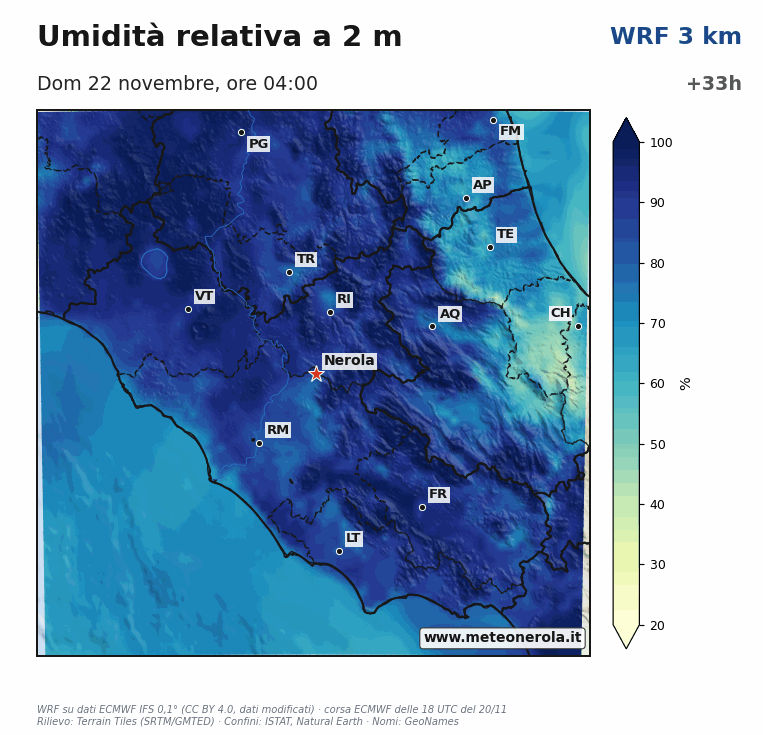 Umidità relativa a 2 m
WRF 3 km
Dom 22 novembre, ore 04:00
+33h
FM
PG
AP
TE
TR
VT
RI
AQ
CH
Nerola
RM
FR
LT
www.meteonerola.it
100
90
80
70
60
50
40
30
20
%
WRF su dati ECMWF IFS 0,1° (CC BY 4.0, dati modificati) · corsa ECMWF delle 18 UTC del 20/11
Rilievo: Terrain Tiles (SRTM/GMTED) · Confini: ISTAT, Natural Earth · Nomi: GeoNames